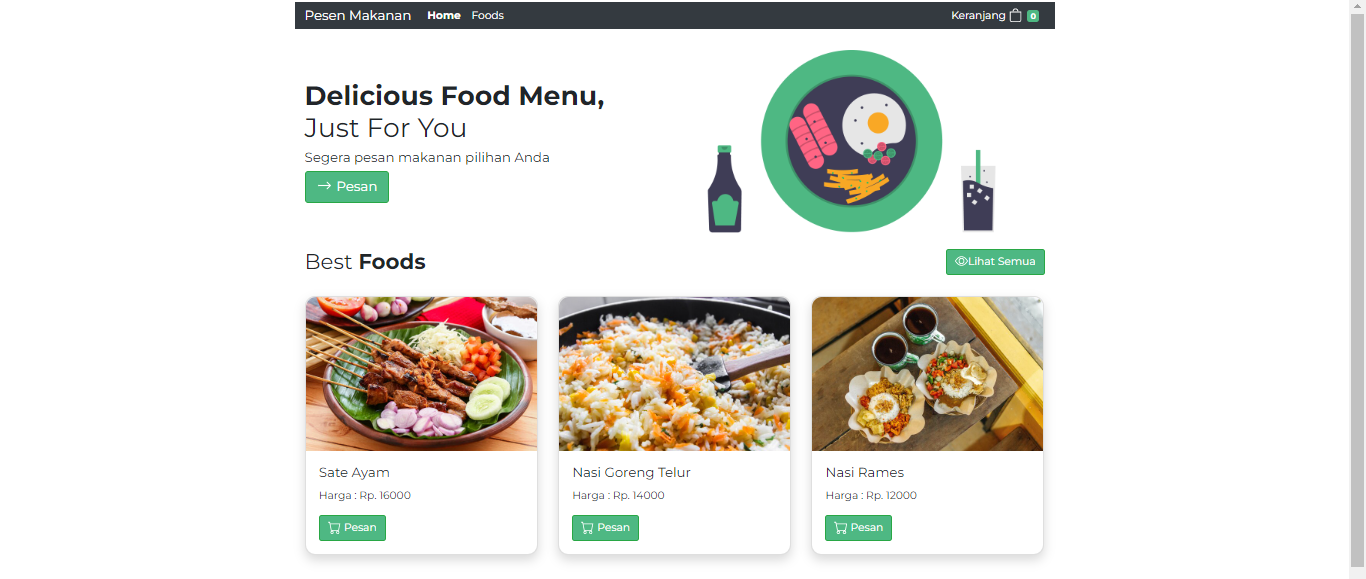 Pesen Makanan Home Foods Keranjang 0
Delicious Food Menu,
Just For You
Segera pesan makanan pilihan Anda
Pesan
Best Foods Lihat Semua
Sate Ayam
Harga : Rp. 16000
Pesan
Nasi Goreng Telur
Harga : Rp. 14000
Pesan
Nasi Rames
Harga : Rp. 12000
Pesan